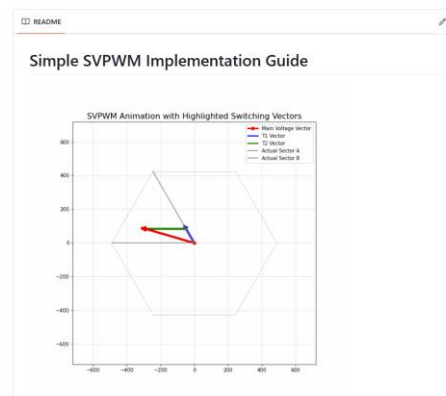 README
Simple SVPWM Implementation Guide
SVPWM Animation with Highlighted Switching Vectors
Main Voltage Vector
T1 Vector
T2 Vector
Actual Sector A
Actual Sector B
600
400
200
0
−200
−400
−600
−600 −400 −200 0 200 400 600